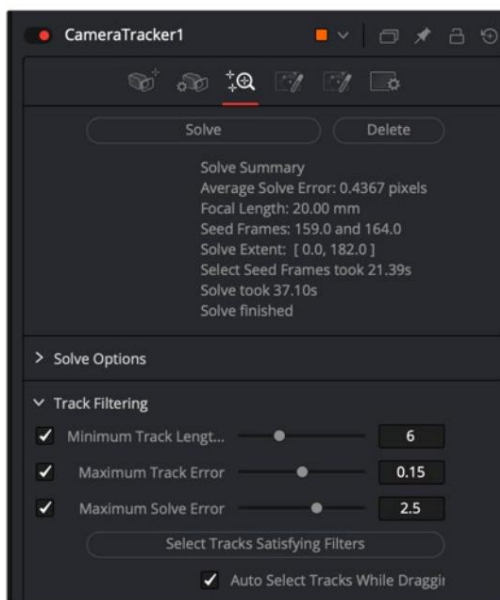 CameraTracker1
Solve Delete
Solve Summary
Average Solve Error: 0.4367 pixels
Focal Length: 20.00 mm
Seed Frames: 159.0 and 164.0
Solve Extent: [ 0.0, 182.0 ]
Select Seed Frames took 21.39s
Solve took 37.10s
Solve finished
Solve Options
Track Filtering
Minimum Track Lengt... 6
Maximum Track Error 0.15
Maximum Solve Error 2.5
Select Tracks Satisfying Filters
Auto Select Tracks While Draggin